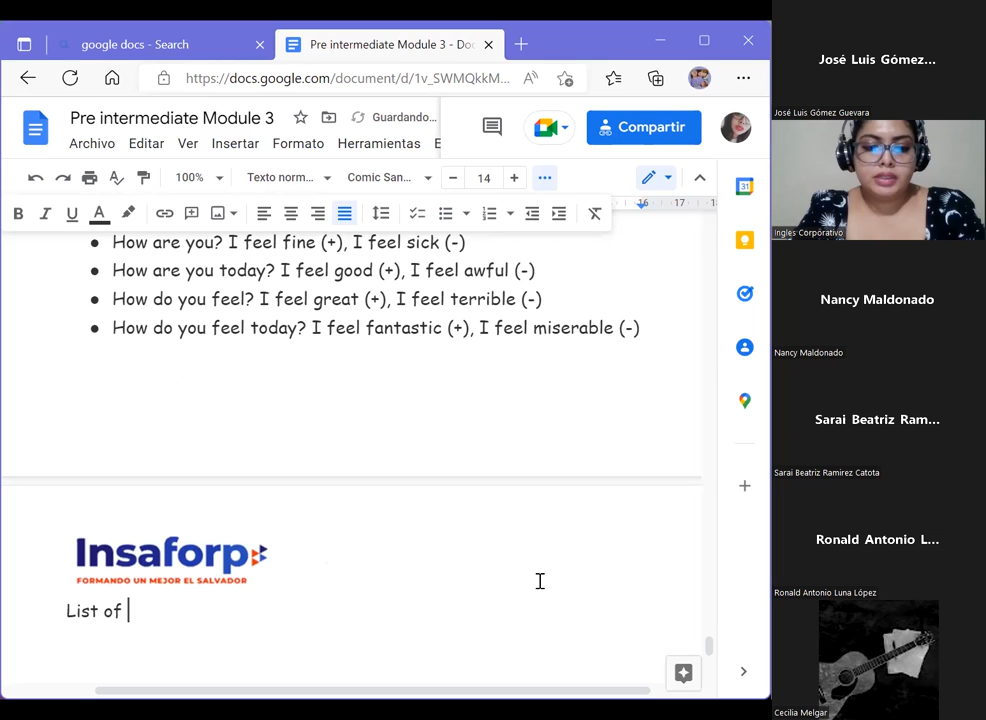 google docs - Search
Pre intermediate Module 3 - Doc
https://docs.google.com/document/d/1v_SWMQkkM...
Pre intermediate Module 3
Guardando...
Archivo Editar Ver Insertar Formato Herramientas E
Compartir
100% Texto norm... Comic San... 14
16 17 18
How are you? I feel fine (+), I feel sick (-)
How are you today? I feel good (+), I feel awful (-)
How do you feel? I feel great (+), I feel terrible (-)
How do you feel today? I feel fantastic (+), I feel miserable (-)
Insaforp
FORMANDO UN MEJOR EL SALVADOR
List of
31
José Luis Gómez...
José Luis Gómez Guevara
Ingles Corporativo
Nancy Maldonado
Nancy Maldonado
Sarai Beatriz Ram...
Sarai Beatriz Ramirez Catota
Ronald Antonio L...
Ronald Antonio Luna López
Cecilia Melgar